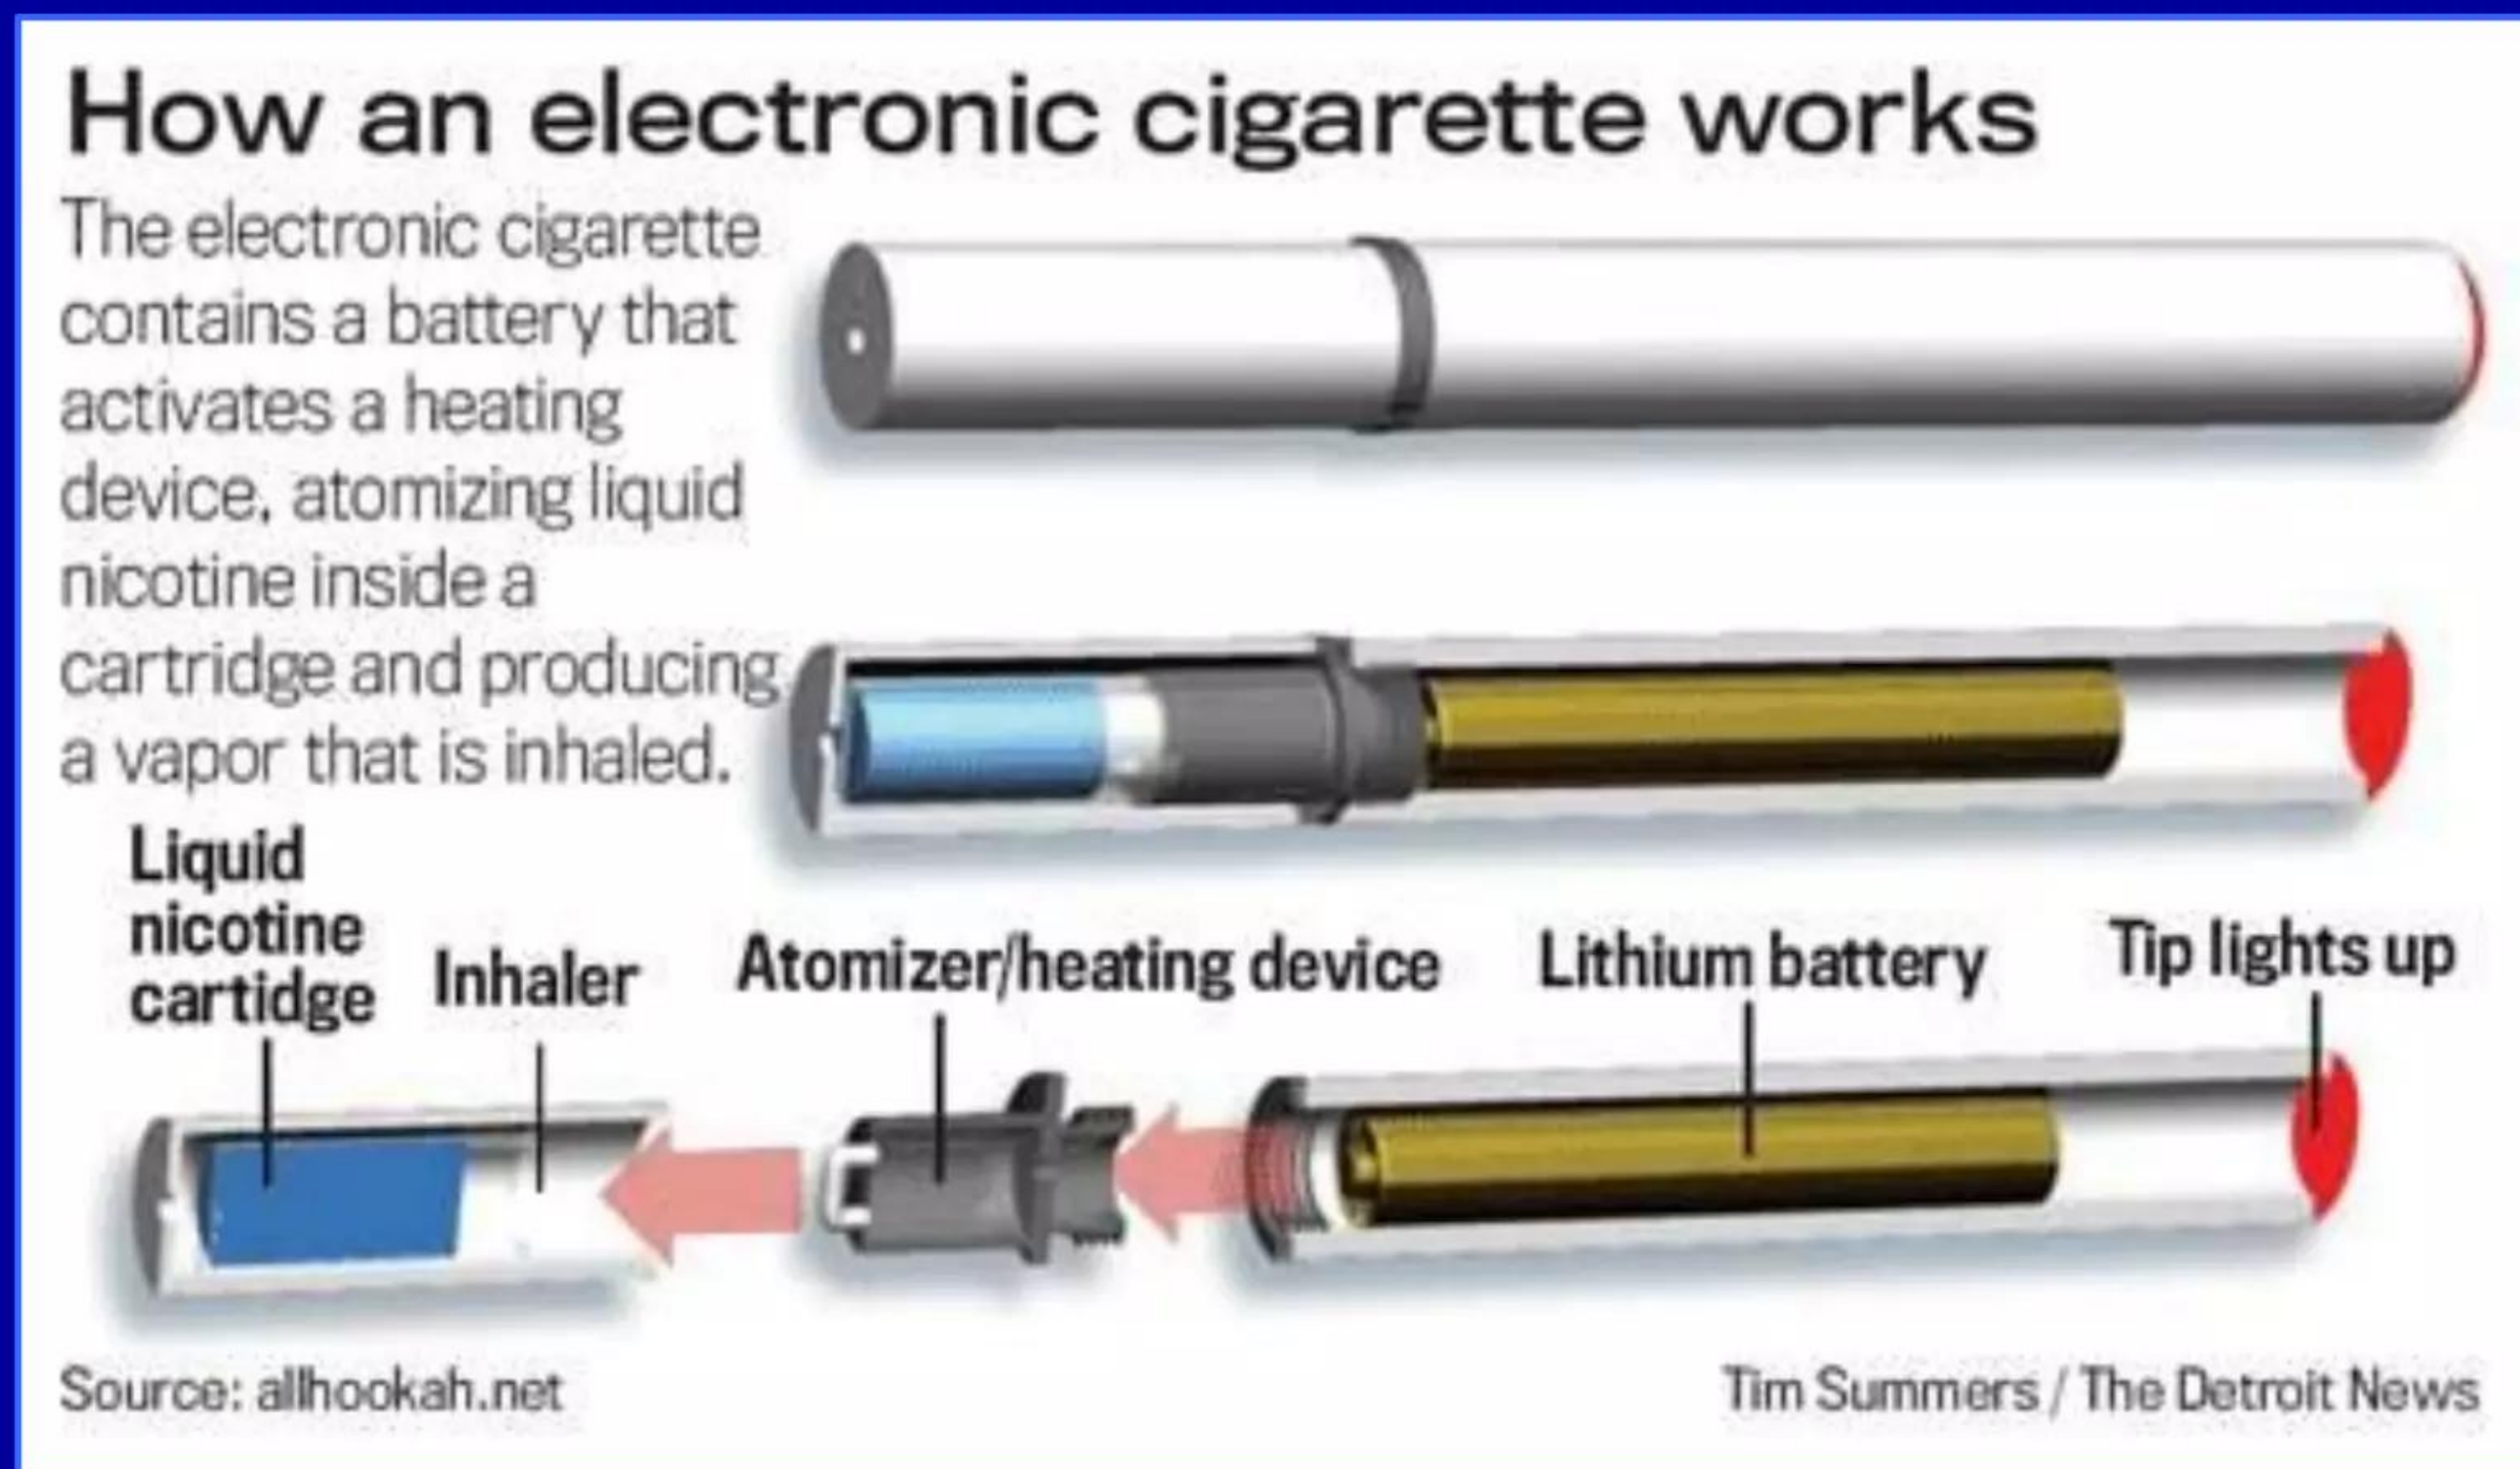 How an electronic cigarette works
The electronic cigarette
contains a battery that
activates a heating
device, atomizing liquid
nicotine inside a
cartridge and producing
a vapor that is inhaled.
Liquid
nicotine
cartidge
Inhaler
Atomizer/heating device
Lithium battery
Tip lights up
Source: allhookah.net
Tim Summers / The Detroit News